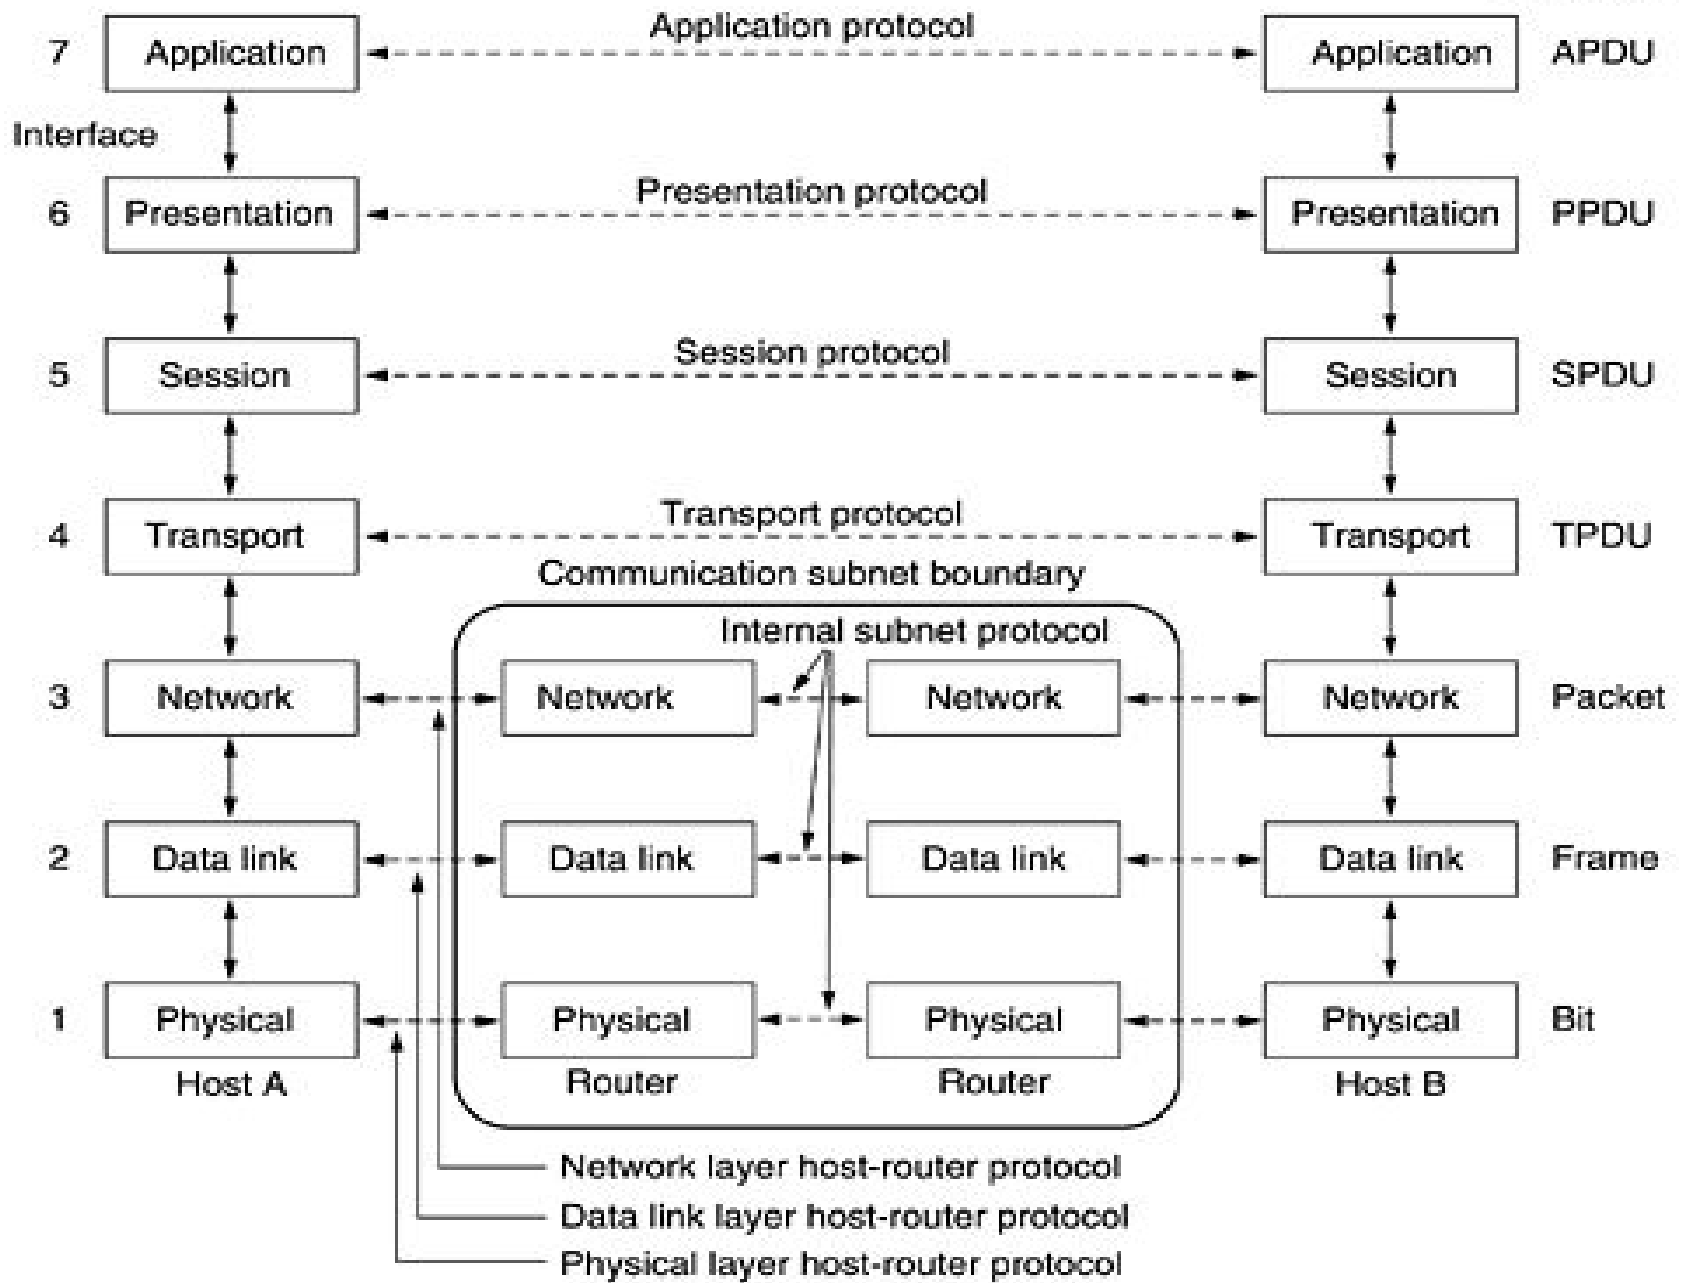 Application protocol
7 Application Application APDU
Interface
Presentation protocol
6 Presentation Presentation PPDU
Session protocol
5 Session Session SPDU
Transport protocol
4 Transport Transport TPDU
Communication subnet boundary
Internal subnet protocol
3 Network Network Network Network Packet
2 Data link Data link Data link Data link Frame
1 Physical Physical Physical Physical Bit
Host A Router Router Host B
Network layer host-router protocol
Data link layer host-router protocol
Physical layer host-router protocol